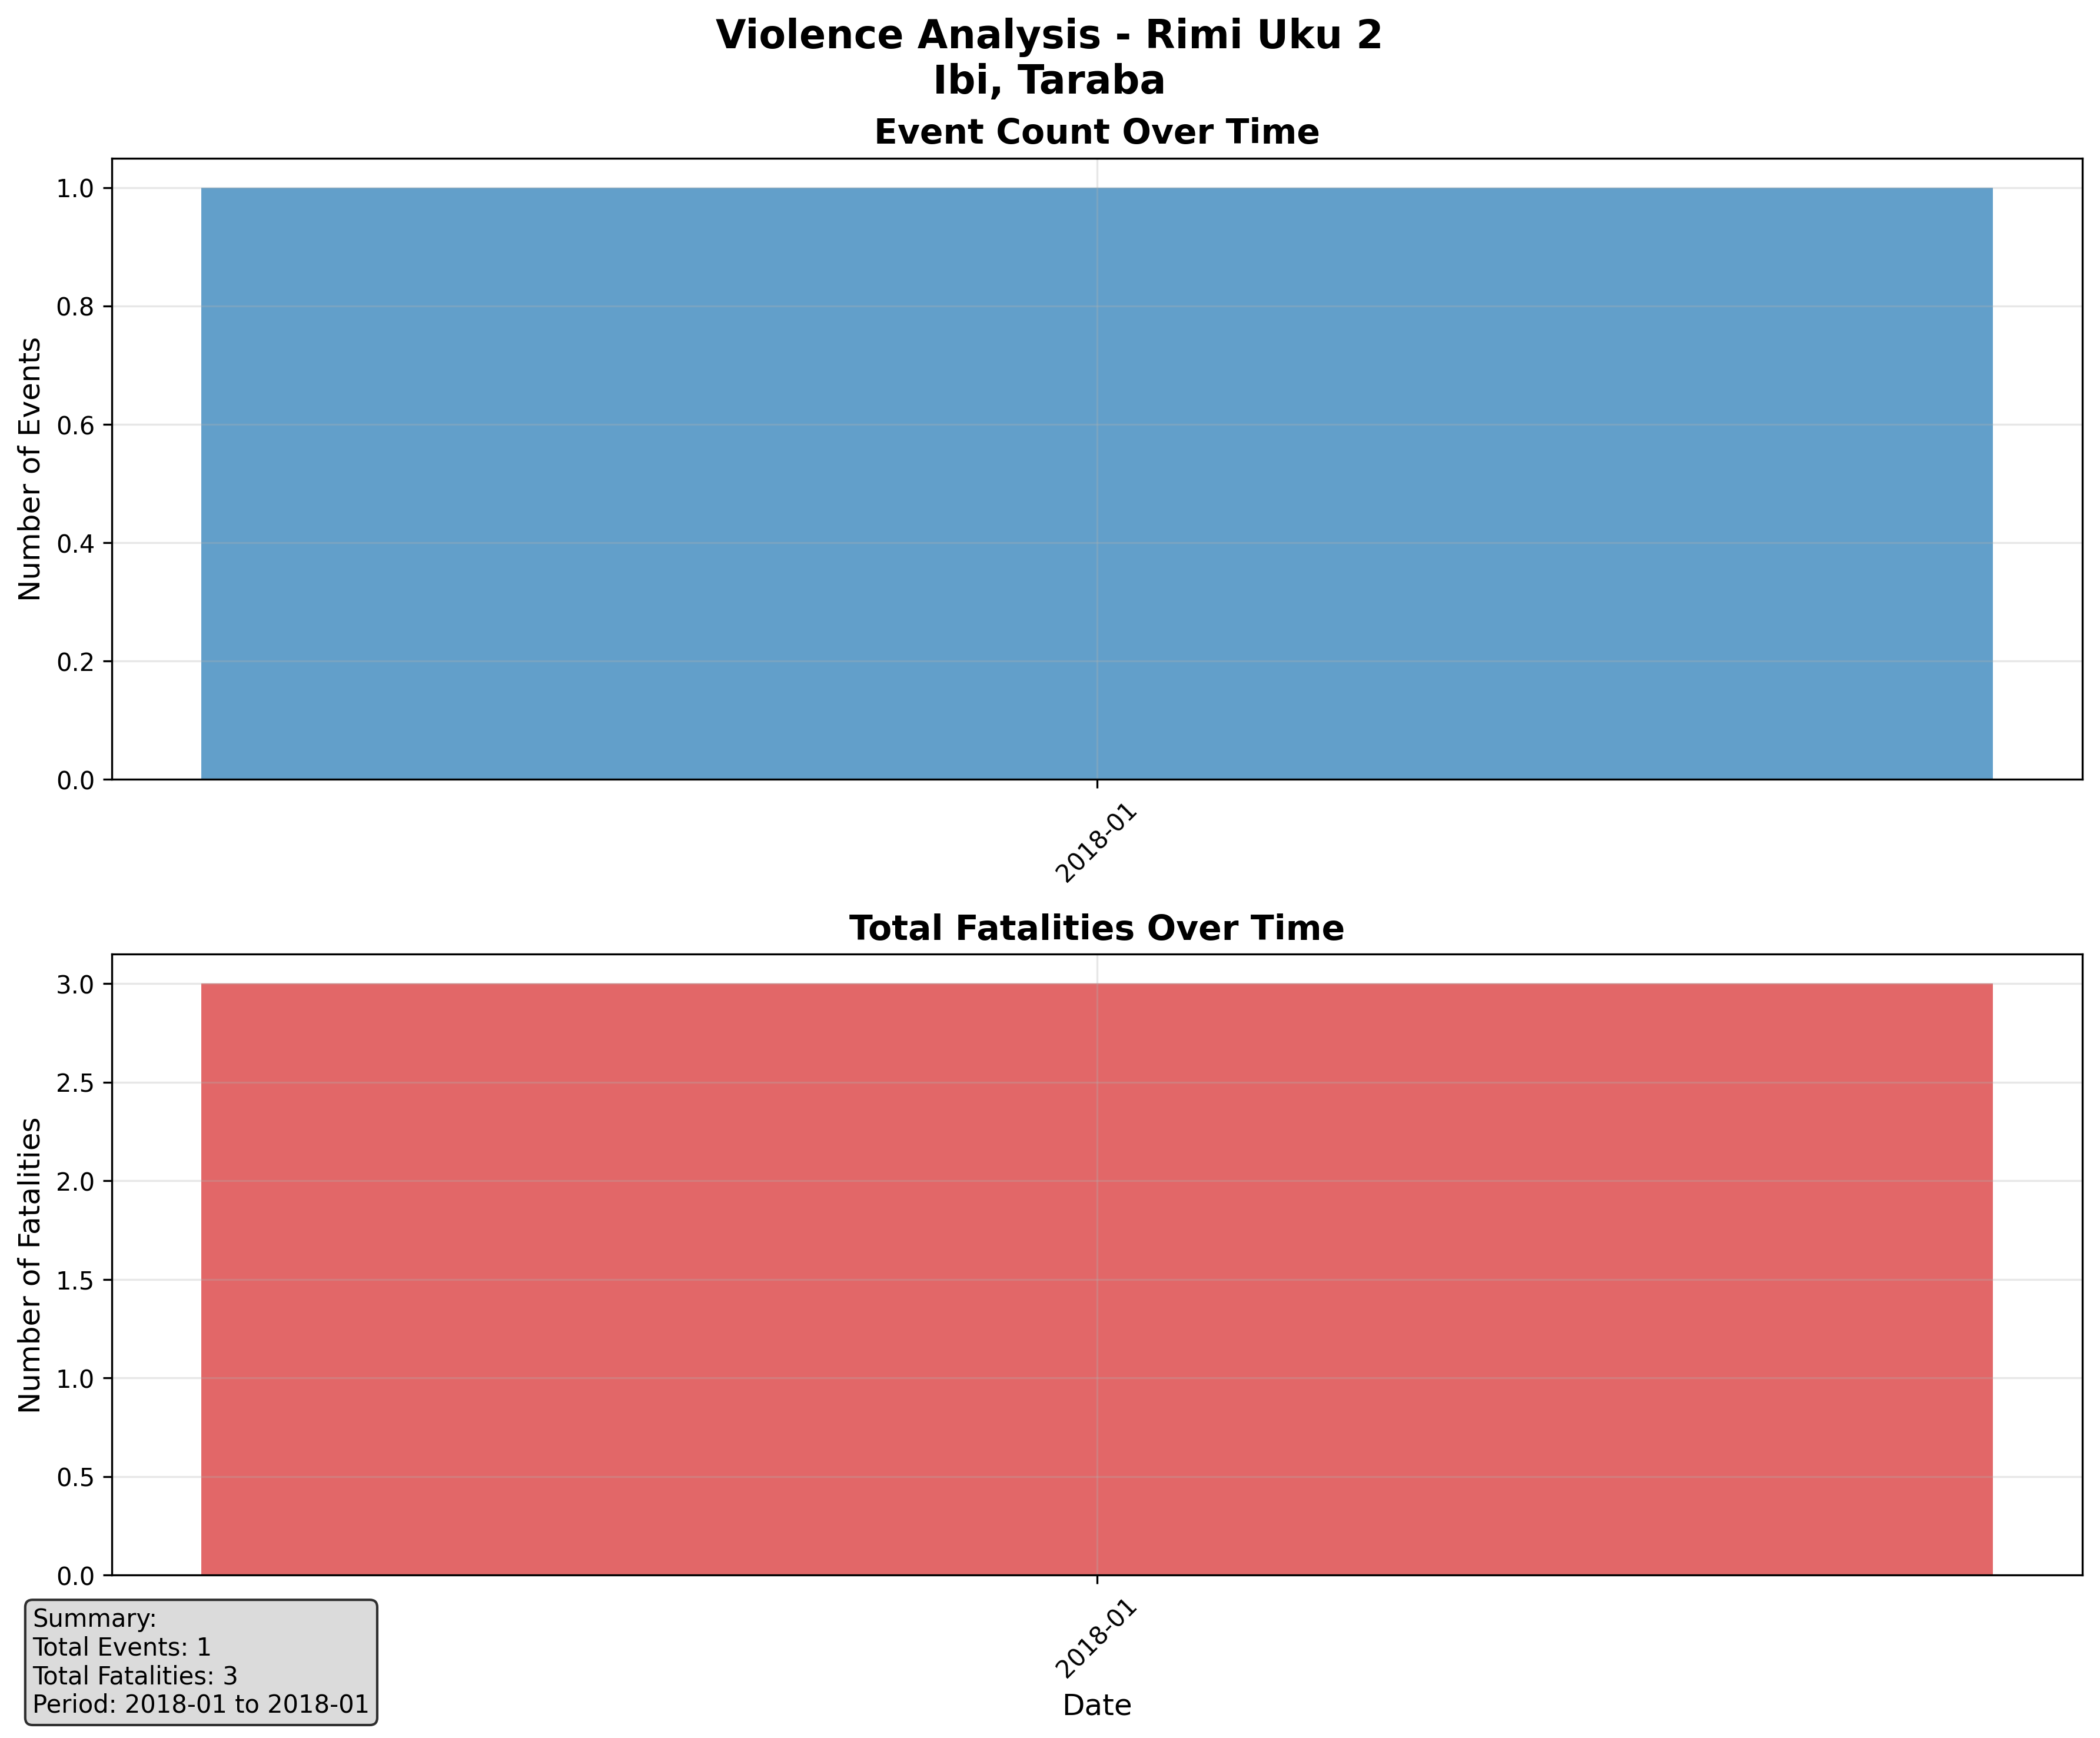 Violence Analysis - Rimi Uku 2
Ibi, Taraba
Event Count Over Time
Number of Events
1.0
0.8
0.6
0.4
0.2
0.0
2018-01
Total Fatalities Over Time
Number of Fatalities
3.0
2.5
2.0
1.5
1.0
0.5
0.0
2018-01
Date
Summary:
Total Events: 1
Total Fatalities: 3
Period: 2018-01 to 2018-01